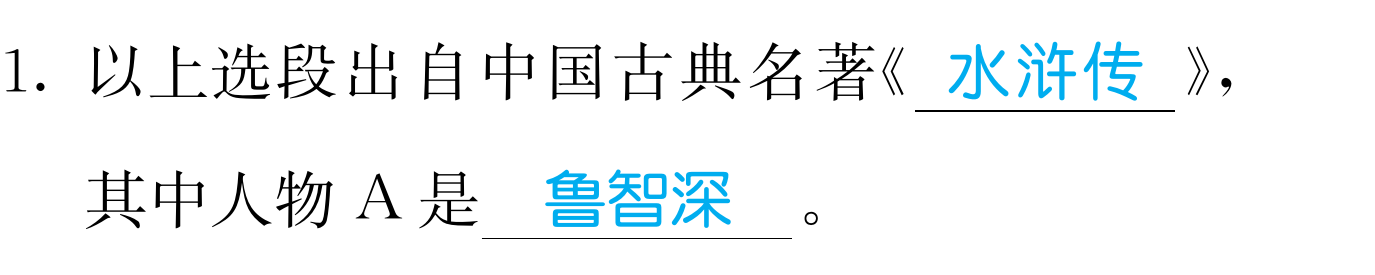 1. 以上选段出自中国古典名著《 水浒传 》,
其中人物 A 是 鲁智深 。